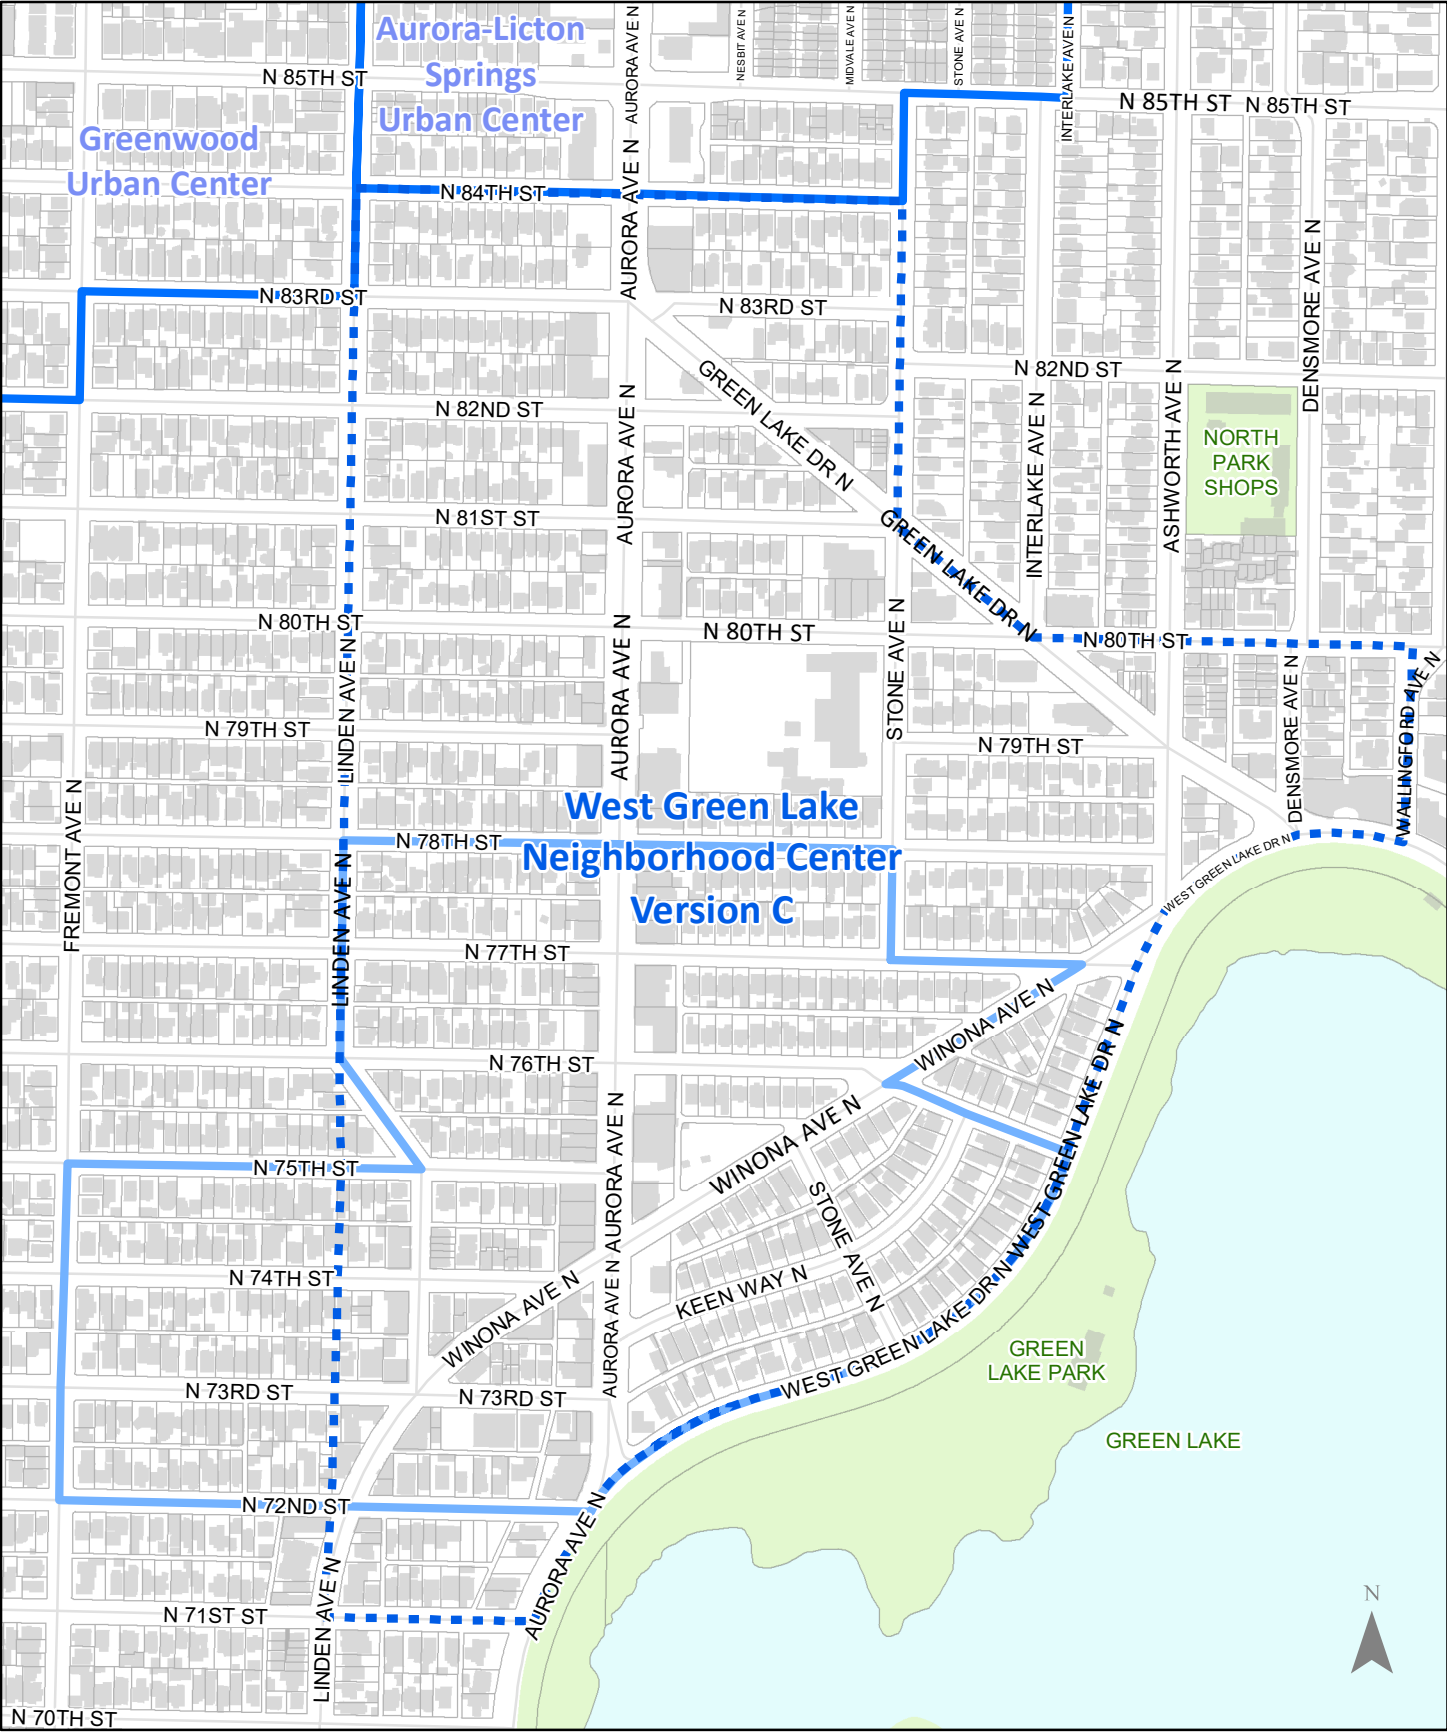 Aurora-Licton
Springs
Urban Center
Greenwood
Urban Center
N 85TH ST
AURORA AVE N
NESBIT AVE N
MIDVALE AVE N
STONE AVE N
INTERLAKE AVE N
N 85TH ST
N 85TH ST
N 84TH ST
AURORA AVE N
N 83RD ST
N 83RD ST
DENSMORE AVE N
GREEN LAKE DR N
N 82ND ST
N 82ND ST
AURORA AVE N
INTERLAKE AVE N
ASHWORTH AVE N
NORTH
PARK
SHOPS
N 81ST ST
GREEN LAKE DR N
N 80TH ST
N 80TH ST
N 80TH ST
LINDEN AVE N
AURORA AVE N
STONE AVE N
DENSMORE AVE N
WALLINGFORD AVE N
N 79TH ST
N 79TH ST
FREMONT AVE N
West Green Lake
Neighborhood Center
Version C
N 78TH ST
WEST GREEN LAKE DR N
LINDEN AVE N
N 77TH ST
WINONA AVE N
N 76TH ST
WEST GREEN LAKE DR N
WINONA AVE N
AURORA AVE N
AURORA AVE N
N 75TH ST
STONE AVE N
N 74TH ST
KEEN WAY N
WINONA AVE N
WEST GREEN LAKE DR N
GREEN
LAKE PARK
N 73RD ST
N 73RD ST
GREEN LAKE
N 72ND ST
AURORA AVE N
LINDEN AVE N
N 71ST ST
N
N 70TH ST